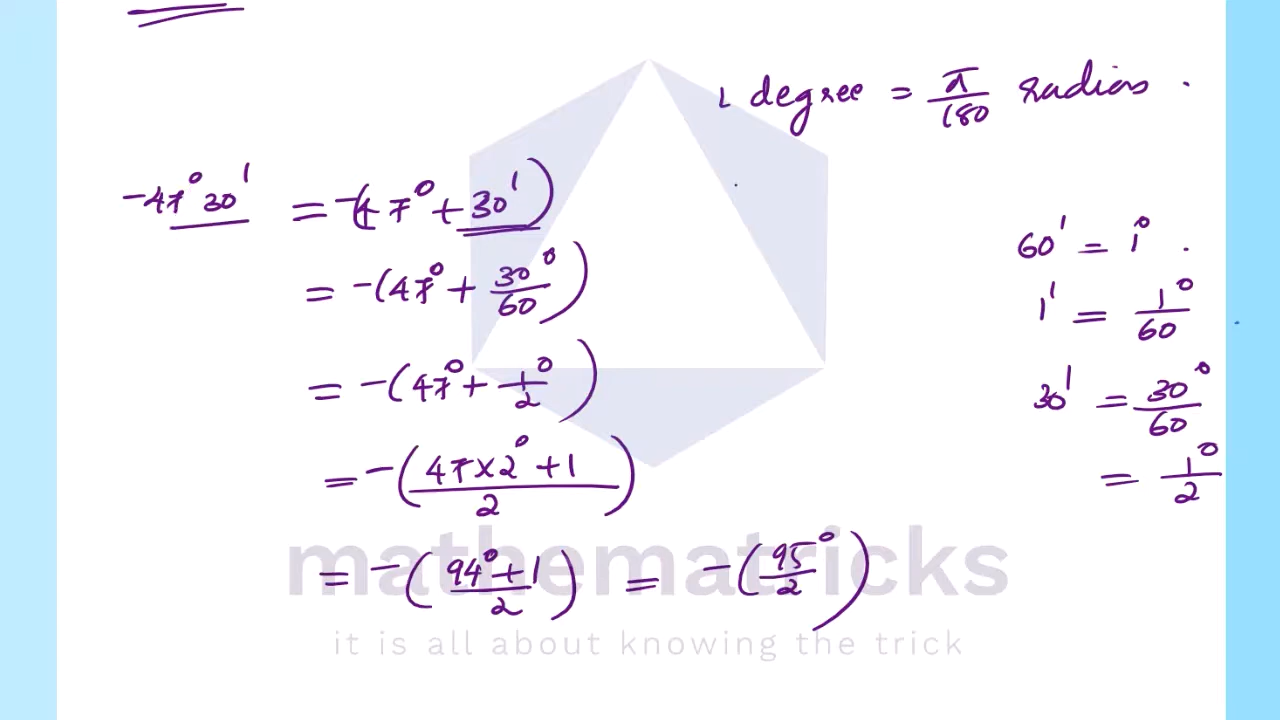 1 degree = π/180 radians .
-47° 30' = -(47° + 30')
60' = 1° .
= -(47° + 30°/60)
1' = 1°/60
= -(47° + 1°/2)
30' = 30°/60
= -(47×2° + 1 / 2)
= 1°/2
= -(94° + 1 / 2) = -(95°/2)
mathematricks
it is all about knowing the trick